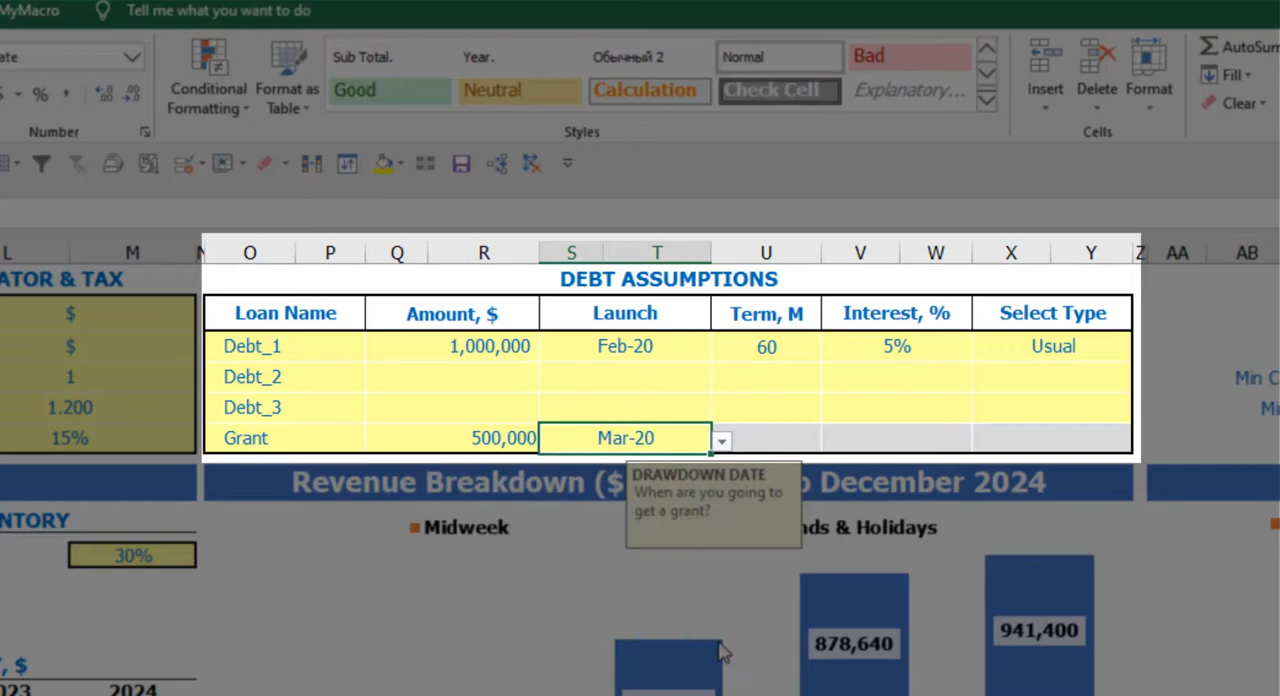 MyMacro Tell me what you want to do
Conditional Formatting
Format as Table
Sub Total. Year. Обычный 2 Normal Bad
Good Neutral Calculation Check Cell Explanatory...
Insert Delete Format
AutoSum
Fill
Clear
Number Styles Cells
L M N O P Q R S T U V W X Y Z AA AB
ATOR & TAX DEBT ASSUMPTIONS
$ Loan Name Amount, $ Launch Term, M Interest, % Select Type
$ Debt_1 1,000,000 Feb-20 60 5% Usual
1 Debt_2 Min C
1.200 Debt_3
15% Grant 500,000 Mar-20
Revenue Breakdown ($ o December 2024
DRAWDOWN DATE
When are you going to
get a grant?
NTORY Midweek nds & Holidays
30%
878,640
941,400
, $
023 2024